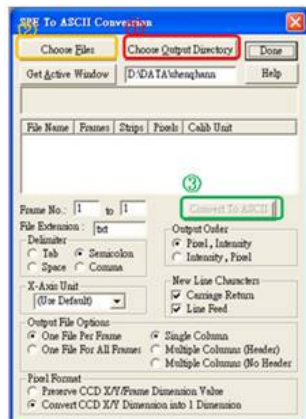 SPE To ASCII Conversion
② ①
Choose Files Choose Output Directory Done
Get Active Window D:\DATA\shenqhann Help
File Name Frames Strips Pixels Calib Unit
③
Frame No.: 1 to 1 Convert To ASCII
File Extension : txt
Output Order
Pixel, Intensity
Intensity, Pixel
Delimiter
Tab Semicolon
Space Comma
X-Axis Unit
(Use Default)
New Line Characters
Carriage Return
Line Feed
Output File Options
One File Per Frame Single Column
One File For All Frames Multiple Columns (Header)
Multiple Columns (No Header
Pixel Format
Preserve CCD X/Y/Frame Dimension Value
Convert CCD X/Y Dimension into 1 Dimension